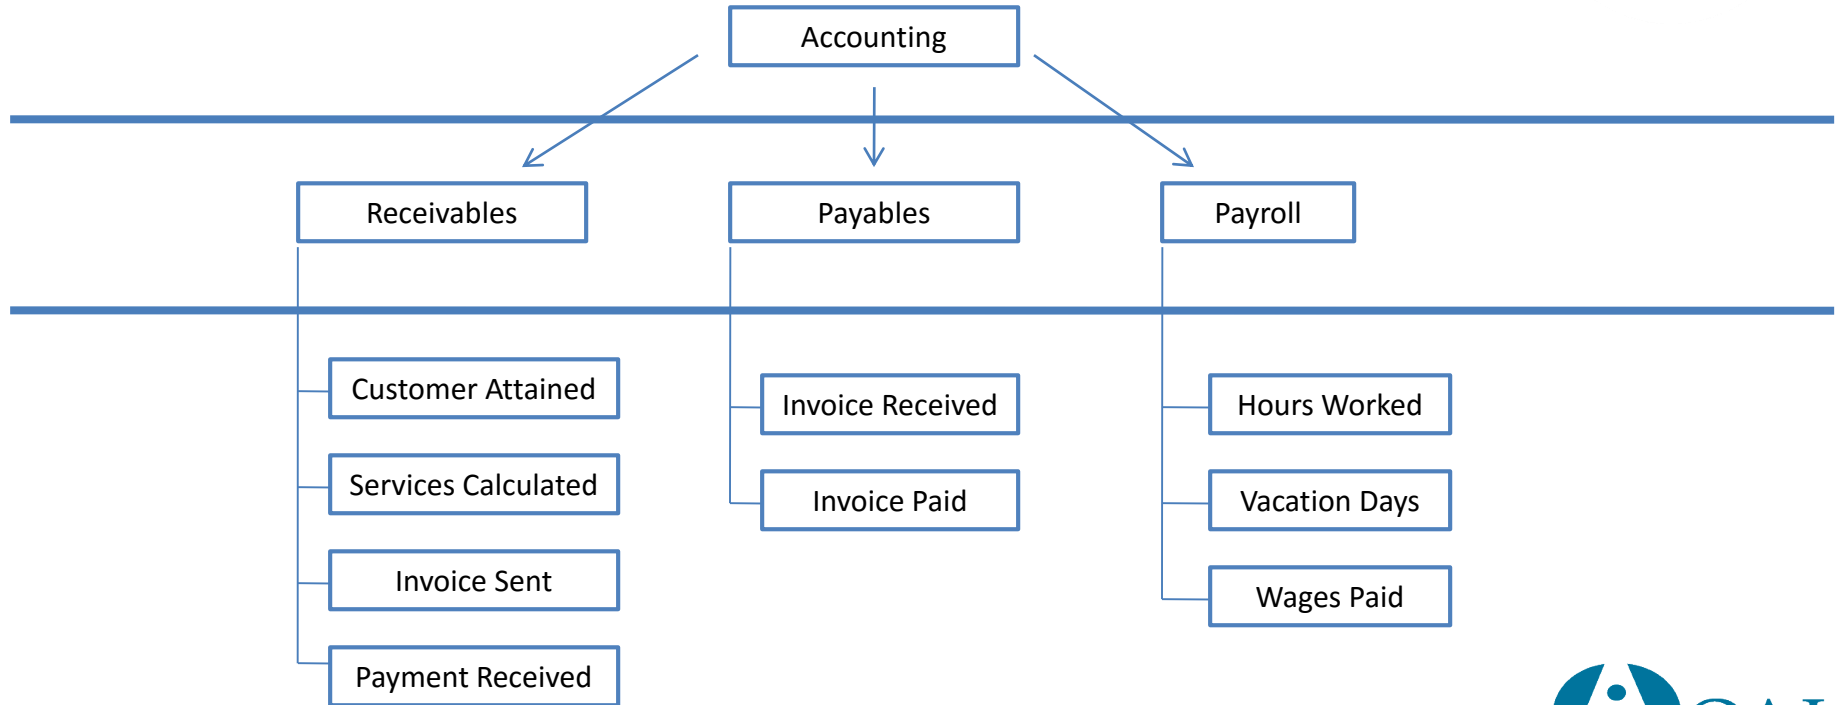 Accounting
Receivables
Payables
Payroll
Customer Attained
Services Calculated
Invoice Sent
Payment Received
Invoice Received
Invoice Paid
Hours Worked
Vacation Days
Wages Paid